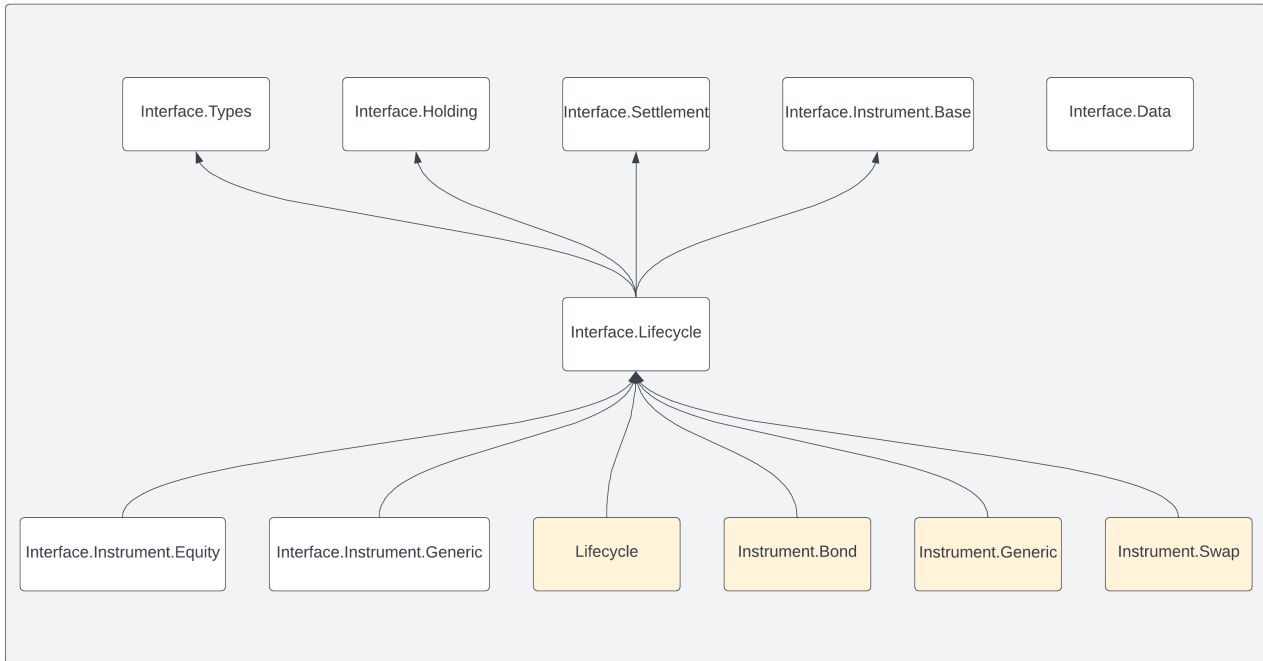 Interface.Types
Interface.Holding
Interface.Settlement
Interface.Instrument.Base
Interface.Data
Interface.Lifecycle
Interface.Instrument.Equity
Interface.Instrument.Generic
Lifecycle
Instrument.Bond
Instrument.Generic
Instrument.Swap